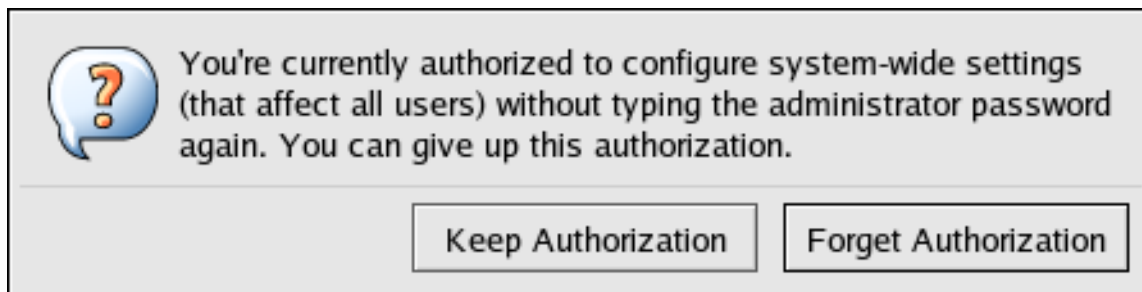 You're currently authorized to configure system-wide settings
(that affect all users) without typing the administrator password
again. You can give up this authorization.
Keep Authorization
Forget Authorization